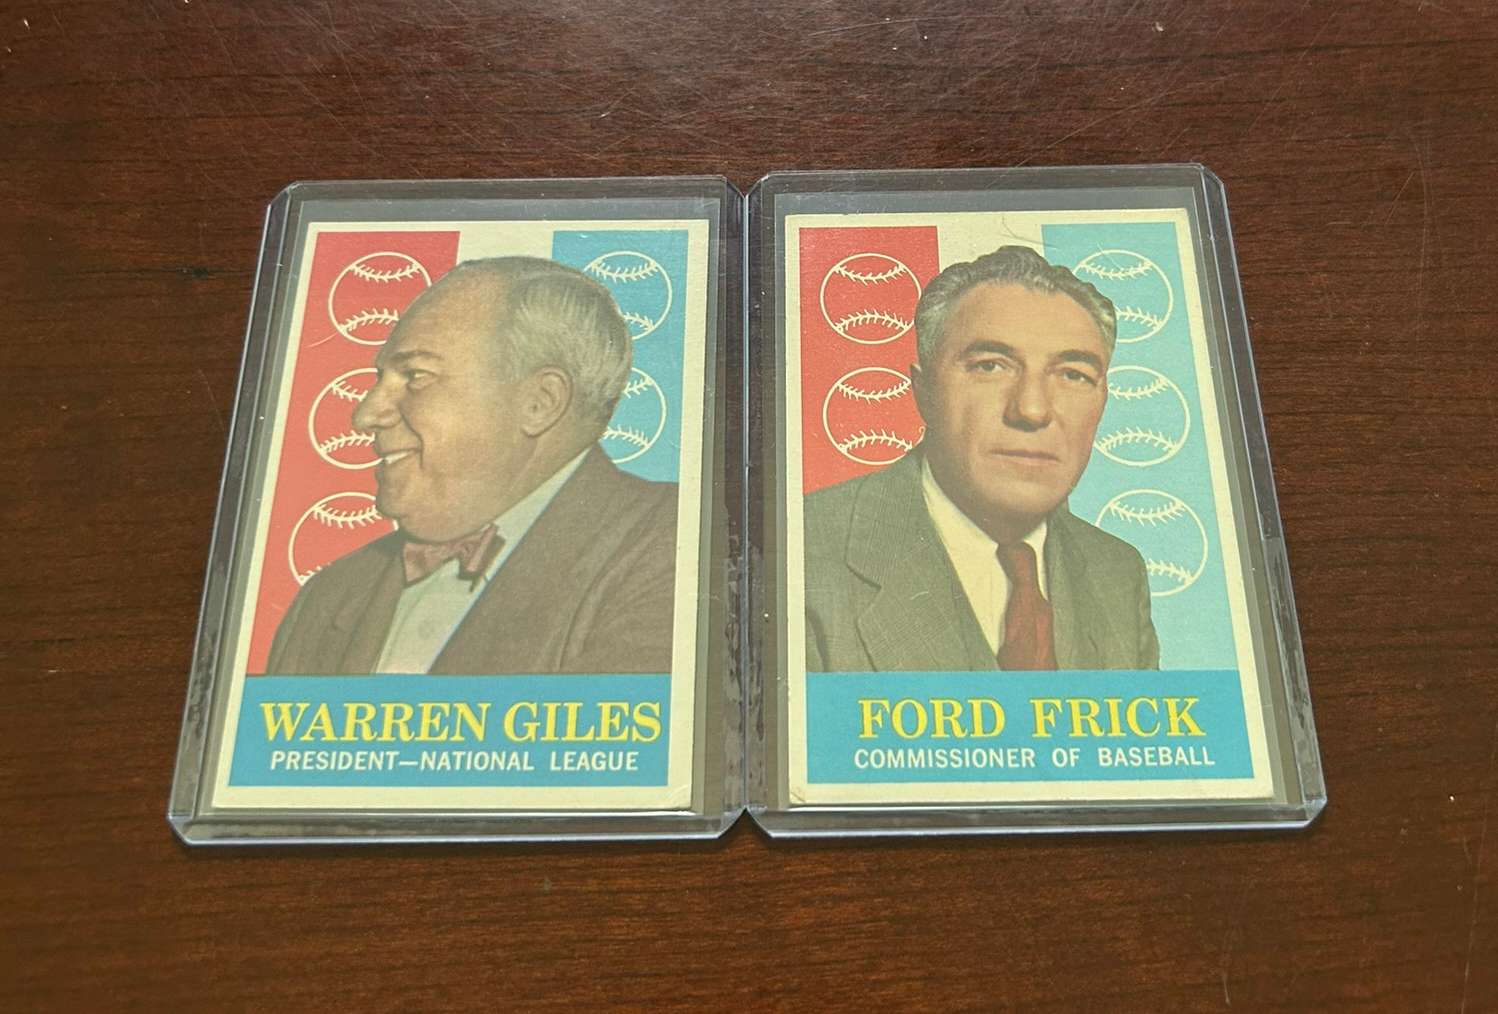 WARREN GILES
PRESIDENT—NATIONAL LEAGUE
FORD FRICK
COMMISSIONER OF BASEBALL